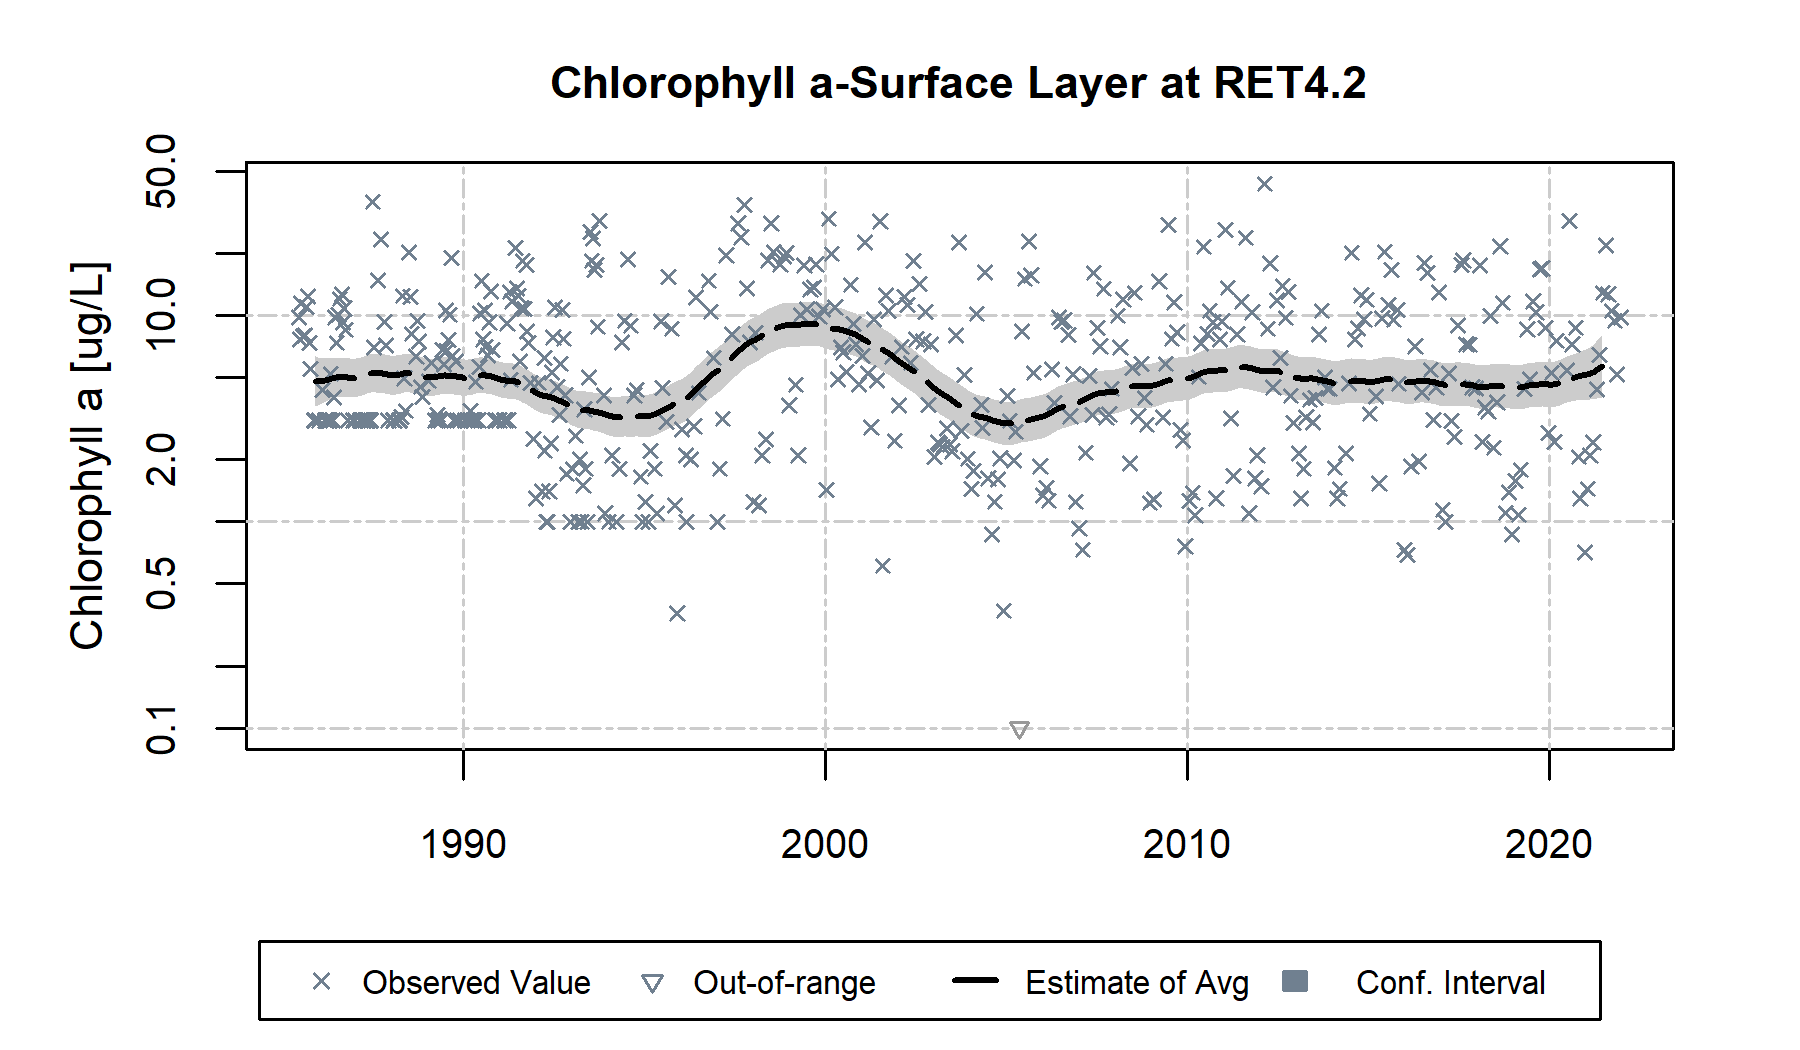 Chlorophyll a-Surface Layer at RET4.2
Chlorophyll a [ug/L]
50.0
10.0
2.0
0.5
0.1
1990 2000 2010 2020
Observed Value Out-of-range Estimate of Avg Conf. Interval